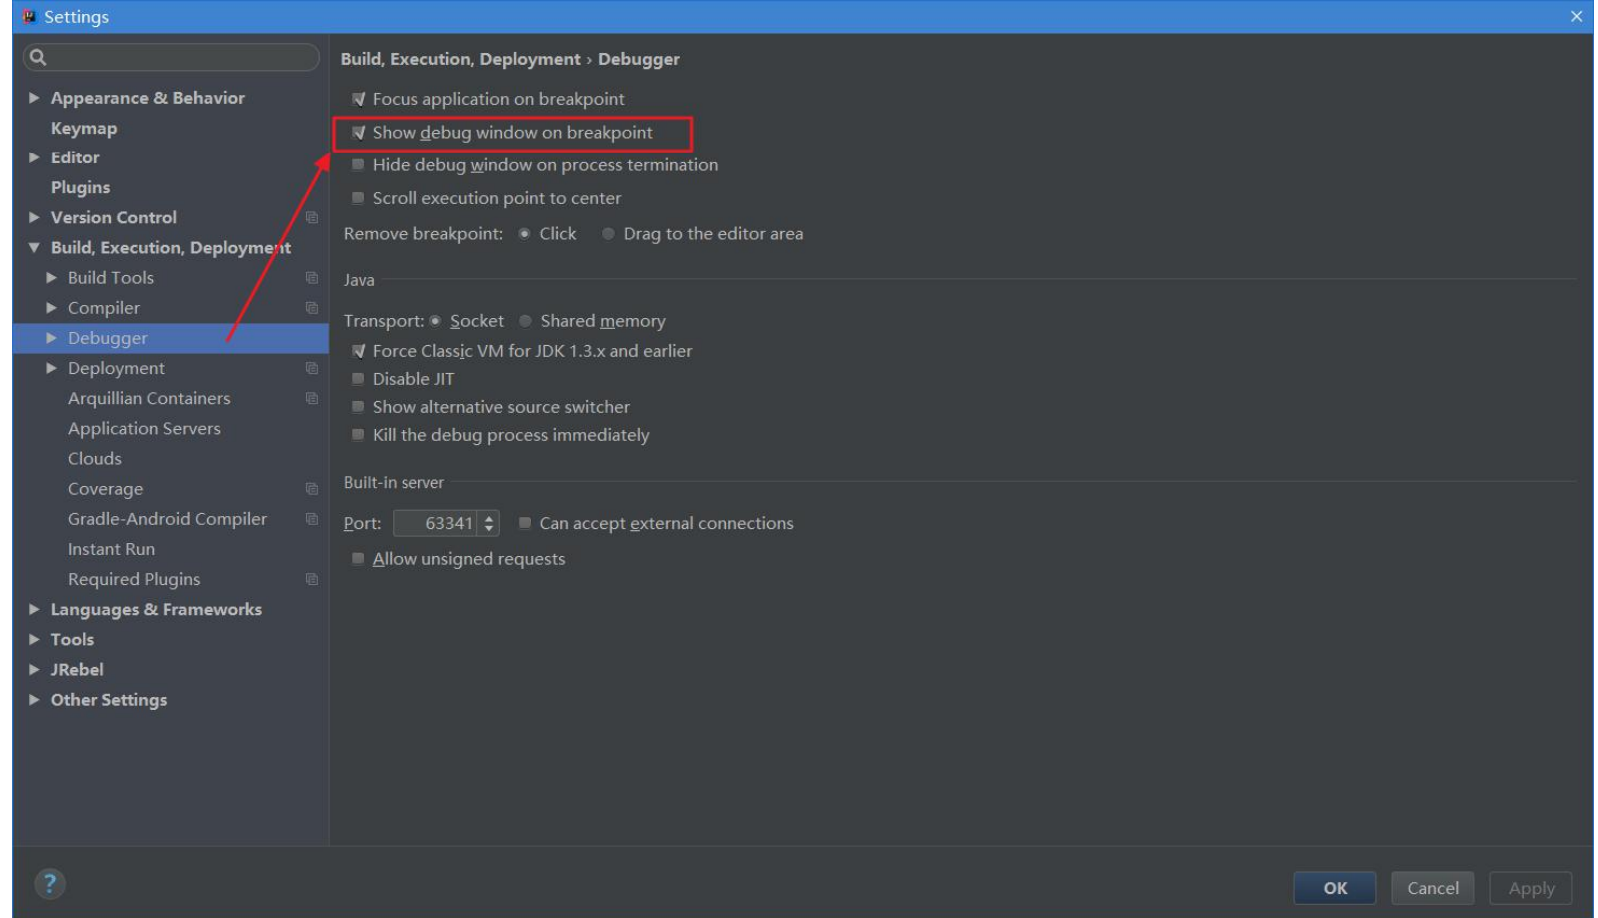 Settings
Appearance & Behavior
Keymap
Editor
Plugins
Version Control
Build, Execution, Deployment
Build Tools
Compiler
Debugger
Deployment
Arquillian Containers
Application Servers
Clouds
Coverage
Gradle-Android Compiler
Instant Run
Required Plugins
Languages & Frameworks
Tools
JRebel
Other Settings
Build, Execution, Deployment › Debugger
Focus application on breakpoint
Show debug window on breakpoint
Hide debug window on process termination
Scroll execution point to center
Remove breakpoint: Click Drag to the editor area
Java
Transport: Socket Shared memory
Force Classic VM for JDK 1.3.x and earlier
Disable JIT
Show alternative source switcher
Kill the debug process immediately
Built-in server
Port: 63341 Can accept external connections
Allow unsigned requests
? OK Cancel Apply